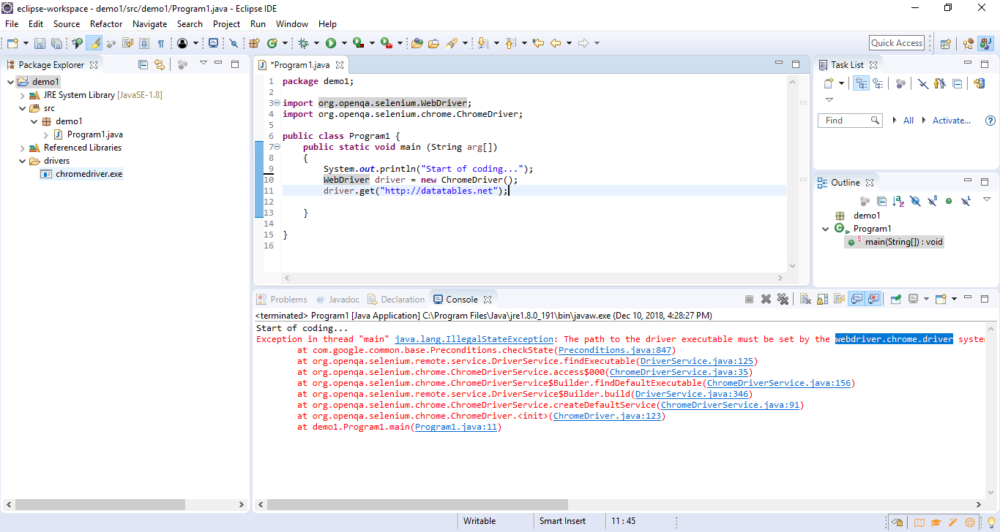 eclipse-workspace - demo1/src/demo1/Program1.java - Eclipse IDE
File Edit Source Refactor Navigate Search Project Run Window Help
Quick Access
Package Explorer
demo1
JRE System Library [JavaSE-1.8]
src
demo1
Program1.java
Referenced Libraries
drivers
chromedriver.exe
*Program1.java
1 package demo1;
2
3 import org.openqa.selenium.WebDriver;
4 import org.openqa.selenium.chrome.ChromeDriver;
5
6 public class Program1 {
7 public static void main (String arg[])
8 {
9 System.out.println("Start of coding...");
10 WebDriver driver = new ChromeDriver();
11 driver.get("http://datatables.net");
12
13 }
14
15 }
16
Task List
Find All Activate...
Outline
demo1
Program1
main(String[]) : void
Problems @ Javadoc Declaration Console
<terminated> Program1 [Java Application] C:\Program Files\Java\jre1.8.0_191\bin\javaw.exe (Dec 10, 2018, 4:28:27 PM)
Start of coding...
Exception in thread "main" java.lang.IllegalStateException: The path to the driver executable must be set by the webdriver.chrome.driver syste
at com.google.common.base.Preconditions.checkState(Preconditions.java:847)
at org.openqa.selenium.remote.service.DriverService.findExecutable(DriverService.java:125)
at org.openqa.selenium.chrome.ChromeDriverService.access$000(ChromeDriverService.java:35)
at org.openqa.selenium.chrome.ChromeDriverService$Builder.findDefaultExecutable(ChromeDriverService.java:156)
at org.openqa.selenium.remote.service.DriverService$Builder.build(DriverService.java:346)
at org.openqa.selenium.chrome.ChromeDriverService.createDefaultService(ChromeDriverService.java:91)
at org.openqa.selenium.chrome.ChromeDriver.<init>(ChromeDriver.java:123)
at demo1.Program1.main(Program1.java:11)
Writable Smart Insert 11 : 45